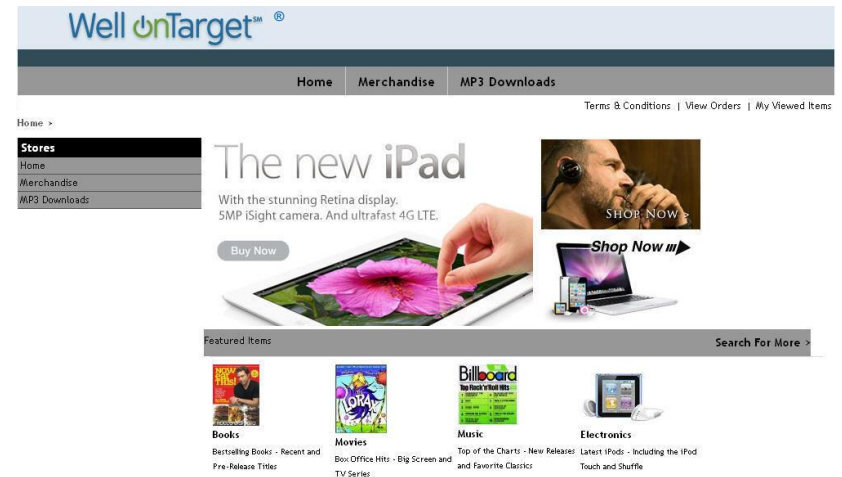 Well onTarget℠ ®
Home Merchandise MP3 Downloads
Terms & Conditions | View Orders | My Viewed Items
Home >
Stores
Home
Merchandise
MP3 Downloads
The new iPad
With the stunning Retina display.
5MP iSight camera. And ultrafast 4G LTE.
Buy Now
SHOP NOW >
Shop Now
Featured Items
Search For More >
NOW EAT THIS!
LORAX
Billboard
Top Rock'n'Roll Hits
Books
Bestselling Books - Recent and
Pre-Release Titles
Movies
Box Office Hits - Big Screen and
TV Series
Music
Top of the Charts - New Releases
and Favorite Classics
Electronics
Latest iPods - Including the iPod
Touch and Shuffle